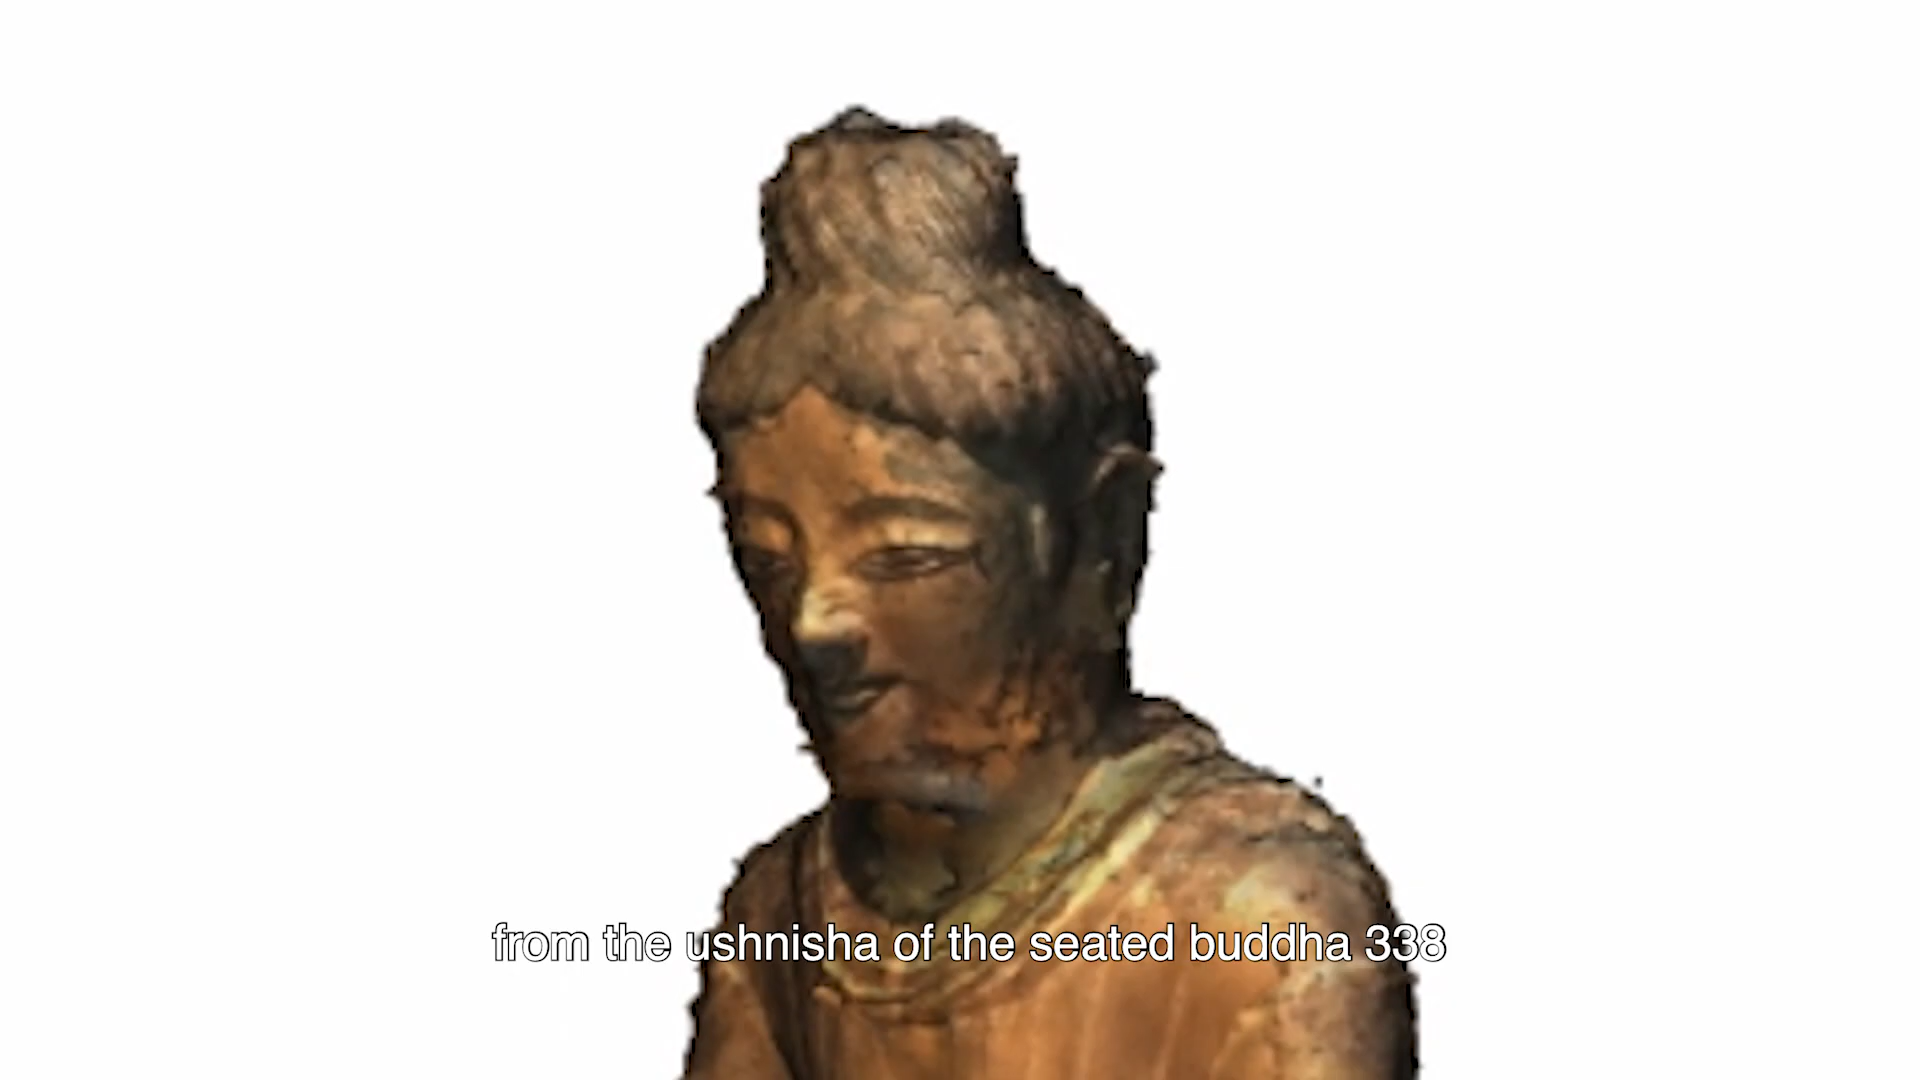 from the ushnisha of the seated buddha 338